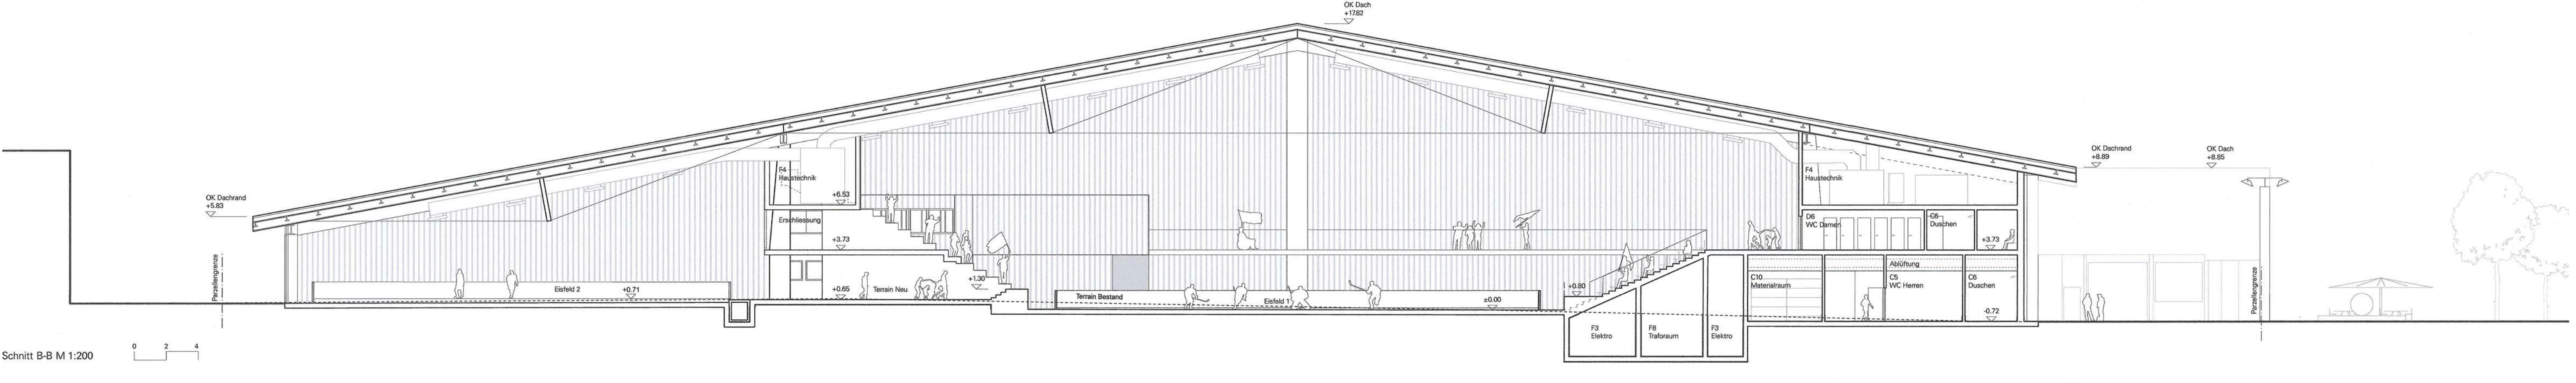 OK Dach
+17.82
OK Dachrand
+8.89
OK Dach
+8.85
OK Dachrand
+5.83
F4
Haustechnik
+6.53
F4
Haustechnik
Erschliessung
+3.73
D6
WC Damen
C6
Duschen
+3.73
Parzellengrenze
Eisfeld 2
+0.71
+0.65
Terrain Neu
+1.30
Terrain Bestand
Eisfeld 1
±0.00
+0.80
C10
Materialraum
Ablüftung
C5
WC Herren
C6
Duschen
-0.72
Parzellengrenze
F3
Elektro
F8
Traforaum
F3
Elektro
Schnitt B-B M 1:200
0 2 4